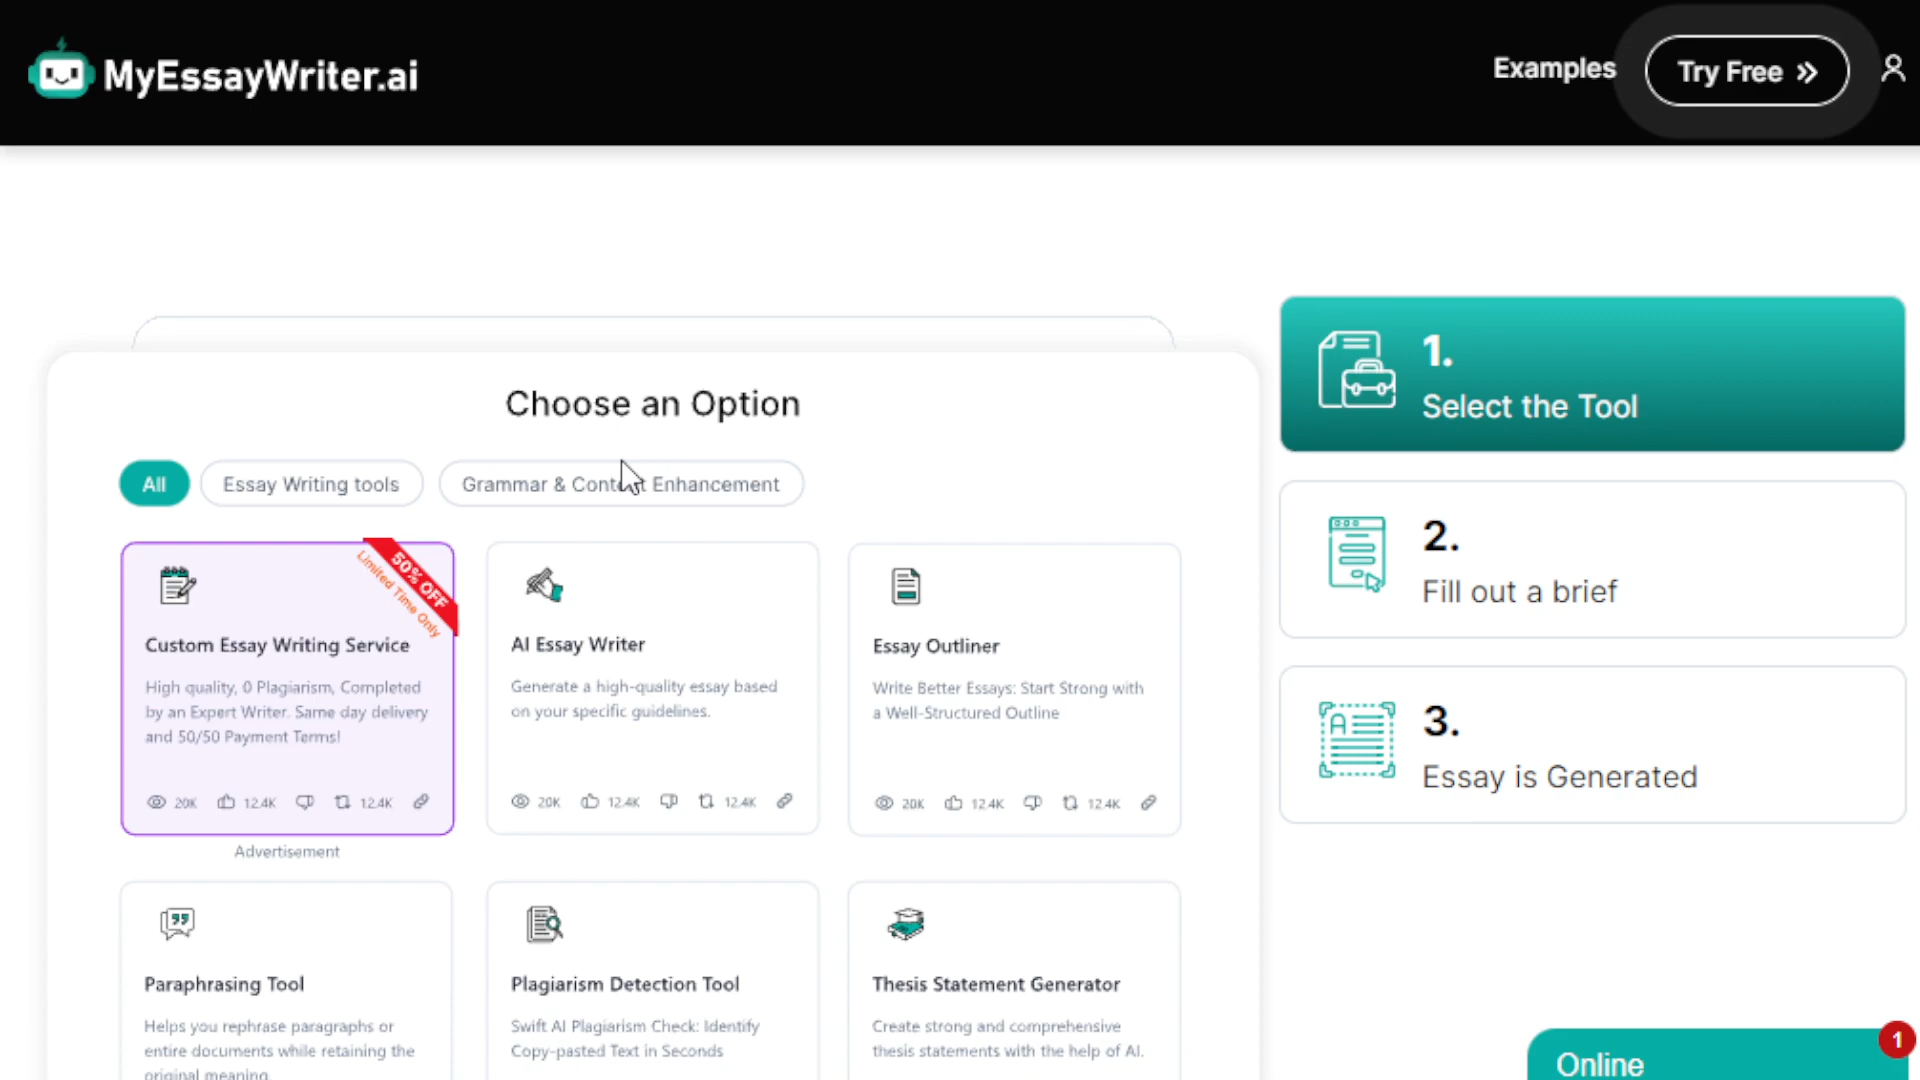 MyEssayWriter.ai
Examples
Try Free »
Choose an Option
All
Essay Writing tools
Grammar & Content Enhancement
50% OFF
Limited Time Only
Custom Essay Writing Service
High quality, 0 Plagiarism, Completed
by an Expert Writer. Same day delivery
and 50/50 Payment Terms!
20K 12.4K 12.4K
Advertisement
AI Essay Writer
Generate a high-quality essay based
on your specific guidelines.
20K 12.4K 12.4K
Essay Outliner
Write Better Essays: Start Strong with
a Well-Structured Outline
20K 12.4K 12.4K
Paraphrasing Tool
Helps you rephrase paragraphs or
entire documents while retaining the
original meaning.
Plagiarism Detection Tool
Swift AI Plagiarism Check: Identify
Copy-pasted Text in Seconds
Thesis Statement Generator
Create strong and comprehensive
thesis statements with the help of AI.
1.
Select the Tool
2.
Fill out a brief
3.
Essay is Generated
1
Online